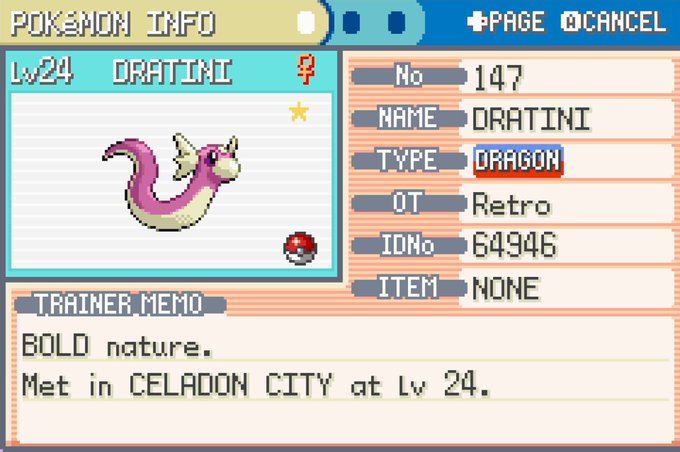 POKéMON INFO
PAGE CANCEL
Lv24 DRATINI ♀
No 147
NAME DRATINI
TYPE DRAGON
OT Retro
IDNo 64946
ITEM NONE
TRAINER MEMO
BOLD nature.
Met in CELADON CITY at Lv 24.